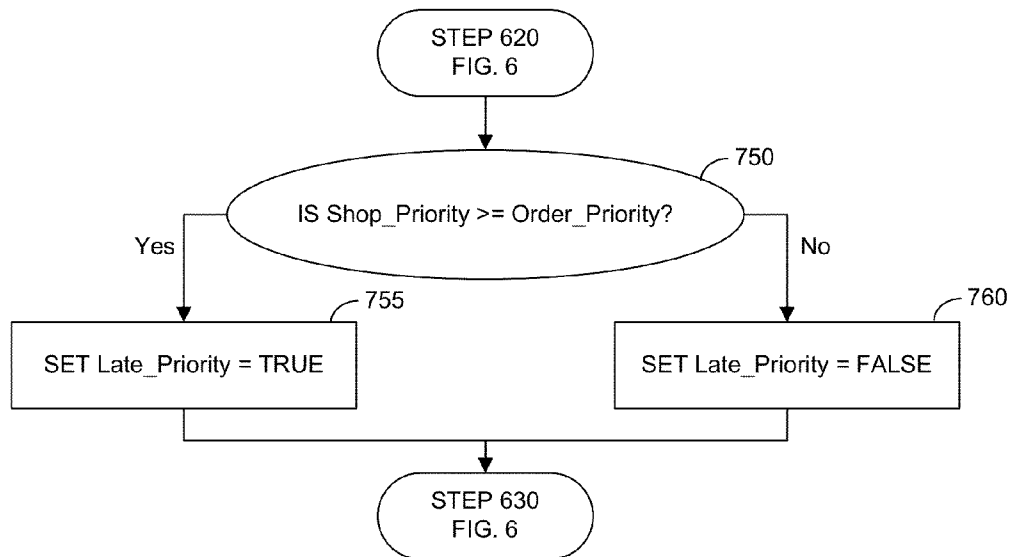 STEP 620
FIG. 6
750
IS Shop_Priority >= Order_Priority?
Yes
No
755
760
SET Late_Priority = TRUE
SET Late_Priority = FALSE
STEP 630
FIG. 6